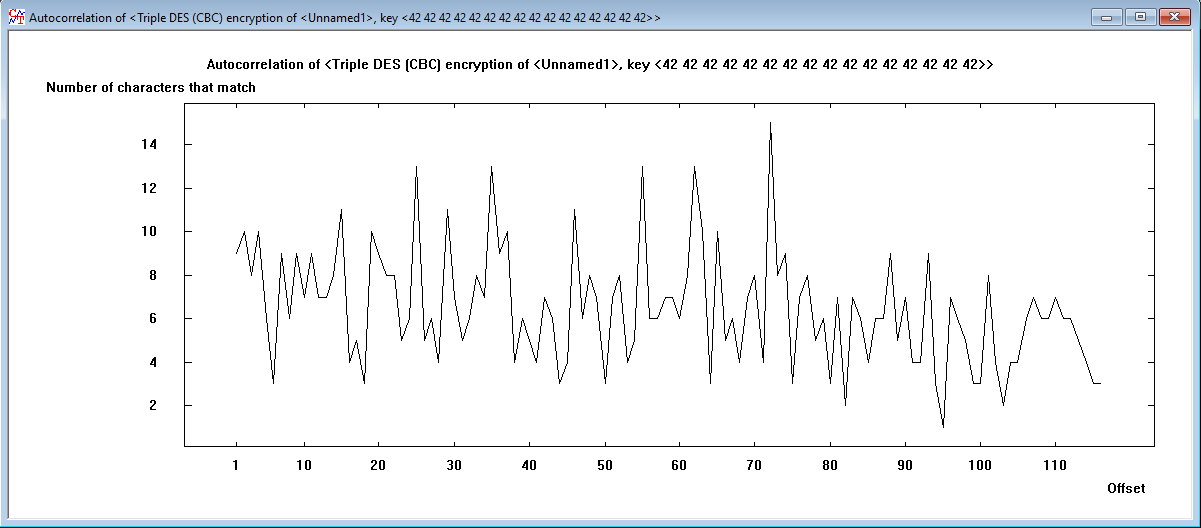 Autocorrelation of <Triple DES (CBC) encryption of <Unnamed1>, key <42 42 42 42 42 42 42 42 42 42 42 42 42 42 42 42>>
Autocorrelation of <Triple DES (CBC) encryption of <Unnamed1>, key <42 42 42 42 42 42 42 42 42 42 42 42 42 42 42 42>>
Number of characters that match
14
12
10
8
6
4
2
1 10 20 30 40 50 60 70 80 90 100 110
Offset